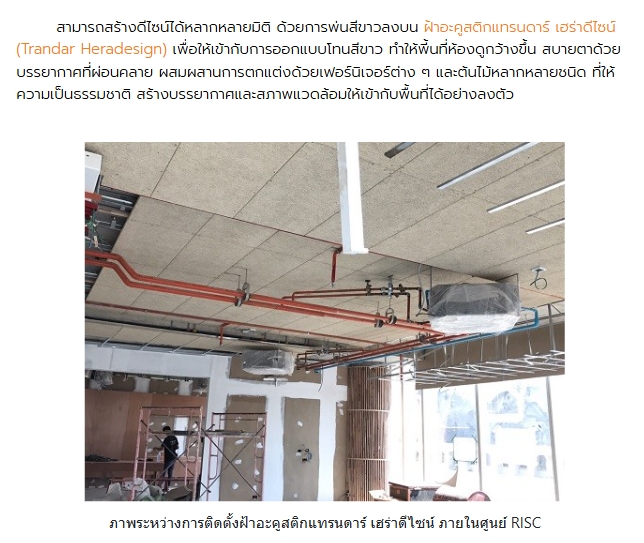 สามารถสร้างดีไซน์ได้หลากหลายมิติ ด้วยการพ่นสีขาวลงบน ฝ้าอะคูสติกแทรนดาร์ เฮร่าดีไซน์
(Trandar Heradesign) เพื่อให้เข้ากับการออกแบบโทนสีขาว ทำให้พื้นที่ห้องดูกว้างขึ้น สบายตาด้วย
บรรยากาศที่ผ่อนคลาย ผสมผสานการตกแต่งด้วยเฟอร์นิเจอร์ต่าง ๆ และต้นไม้หลากหลายชนิด ที่ให้
ความเป็นธรรมชาติ สร้างบรรยากาศและสภาพแวดล้อมให้เข้ากับพื้นที่ได้อย่างลงตัว
ภาพระหว่างการติดตั้งฝ้าอะคูสติกแทรนดาร์ เฮร่าดีไซน์ ภายในศูนย์ RISC